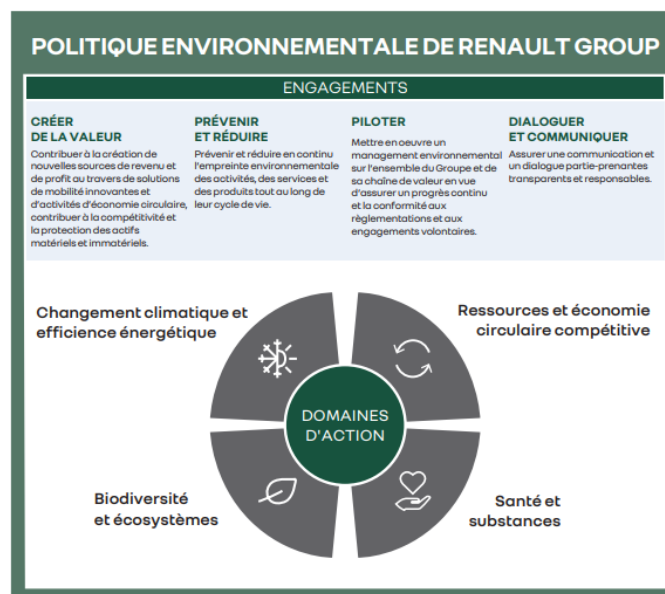 POLITIQUE ENVIRONNEMENTALE DE RENAULT GROUP
ENGAGEMENTS
CRÉER
DE LA VALEUR
Contribuer à la création de
nouvelles sources de revenu et
de profit au travers de solutions
de mobilité innovantes et
d'activités d'économie circulaire,
contribuer à la compétitivité et
la protection des actifs
matériels et immatériels.
PRÉVENIR
ET RÉDUIRE
Prévenir et réduire en continu
l'empreinte environnementale
des activités, des services et
des produits tout au long de
leur cycle de vie.
PILOTER
Mettre en oeuvre un
management environnemental
sur l'ensemble du Groupe et de
sa chaîne de valeur en vue
d'assurer un progrès continu
et la conformité aux
règlementations et aux
engagements volontaires.
DIALOGUER
ET COMMUNIQUER
Assurer une communication et
un dialogue partie-prenantes
transparents et responsables.
Changement climatique et
efficience énergétique
Ressources et économie
circulaire compétitive
DOMAINES
D'ACTION
Biodiversité
et écosystèmes
Santé et
substances